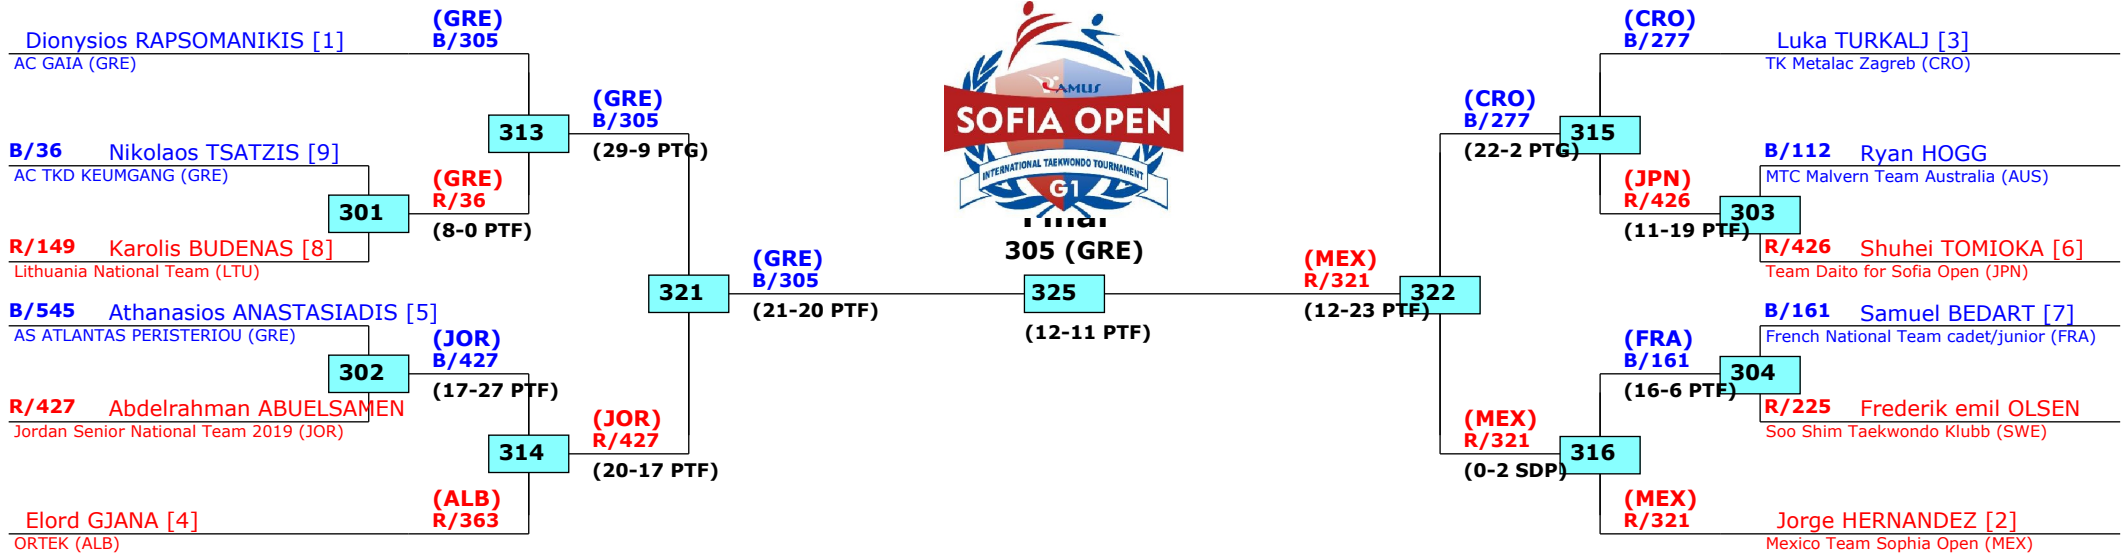 (GRE)
B/305
Dionysios RAPSOMANIKIS [1]
AC GAIA (GRE)
B/36 Nikolaos TSATZIS [9]
AC TKD KEUMGANG (GRE)
301
R/149 Karolis BUDENAS [8]
Lithuania National Team (LTU)
(GRE)
R/36
(8-0 PTF)
313
(GRE)
B/305
(29-9 PTG)
B/545 Athanasios ANASTASIADIS [5]
AS ATLANTAS PERISTERIOU (GRE)
302
R/427 Abdelrahman ABUELSAMEN
Jordan Senior National Team 2019 (JOR)
(JOR)
B/427
(17-27 PTF)
314
(JOR)
R/427
(20-17 PTF)
(ALB)
R/363
Elord GJANA [4]
ORTEK (ALB)
321
(GRE)
B/305
(21-20 PTF)
RAMUS
SOFIA OPEN
INTERNATIONAL TAEKWONDO TOURNAMENT
G1
Final
305 (GRE)
325
(12-11 PTF)
(MEX)
R/321
(12-23 PTF)
322
(CRO)
B/277
(22-2 PTG)
315
(CRO)
B/277
Luka TURKALJ [3]
TK Metalac Zagreb (CRO)
(JPN)
R/426
(11-19 PTF)
303
B/112 Ryan HOGG
MTC Malvern Team Australia (AUS)
R/426 Shuhei TOMIOKA [6]
Team Daito for Sofia Open (JPN)
B/161 Samuel BEDART [7]
French National Team cadet/junior (FRA)
304
R/225 Frederik emil OLSEN
Soo Shim Taekwondo Klubb (SWE)
(FRA)
B/161
(16-6 PTF)
(MEX)
R/321
(0-2 SDP)
316
(MEX)
R/321
Jorge HERNANDEZ [2]
Mexico Team Sophia Open (MEX)